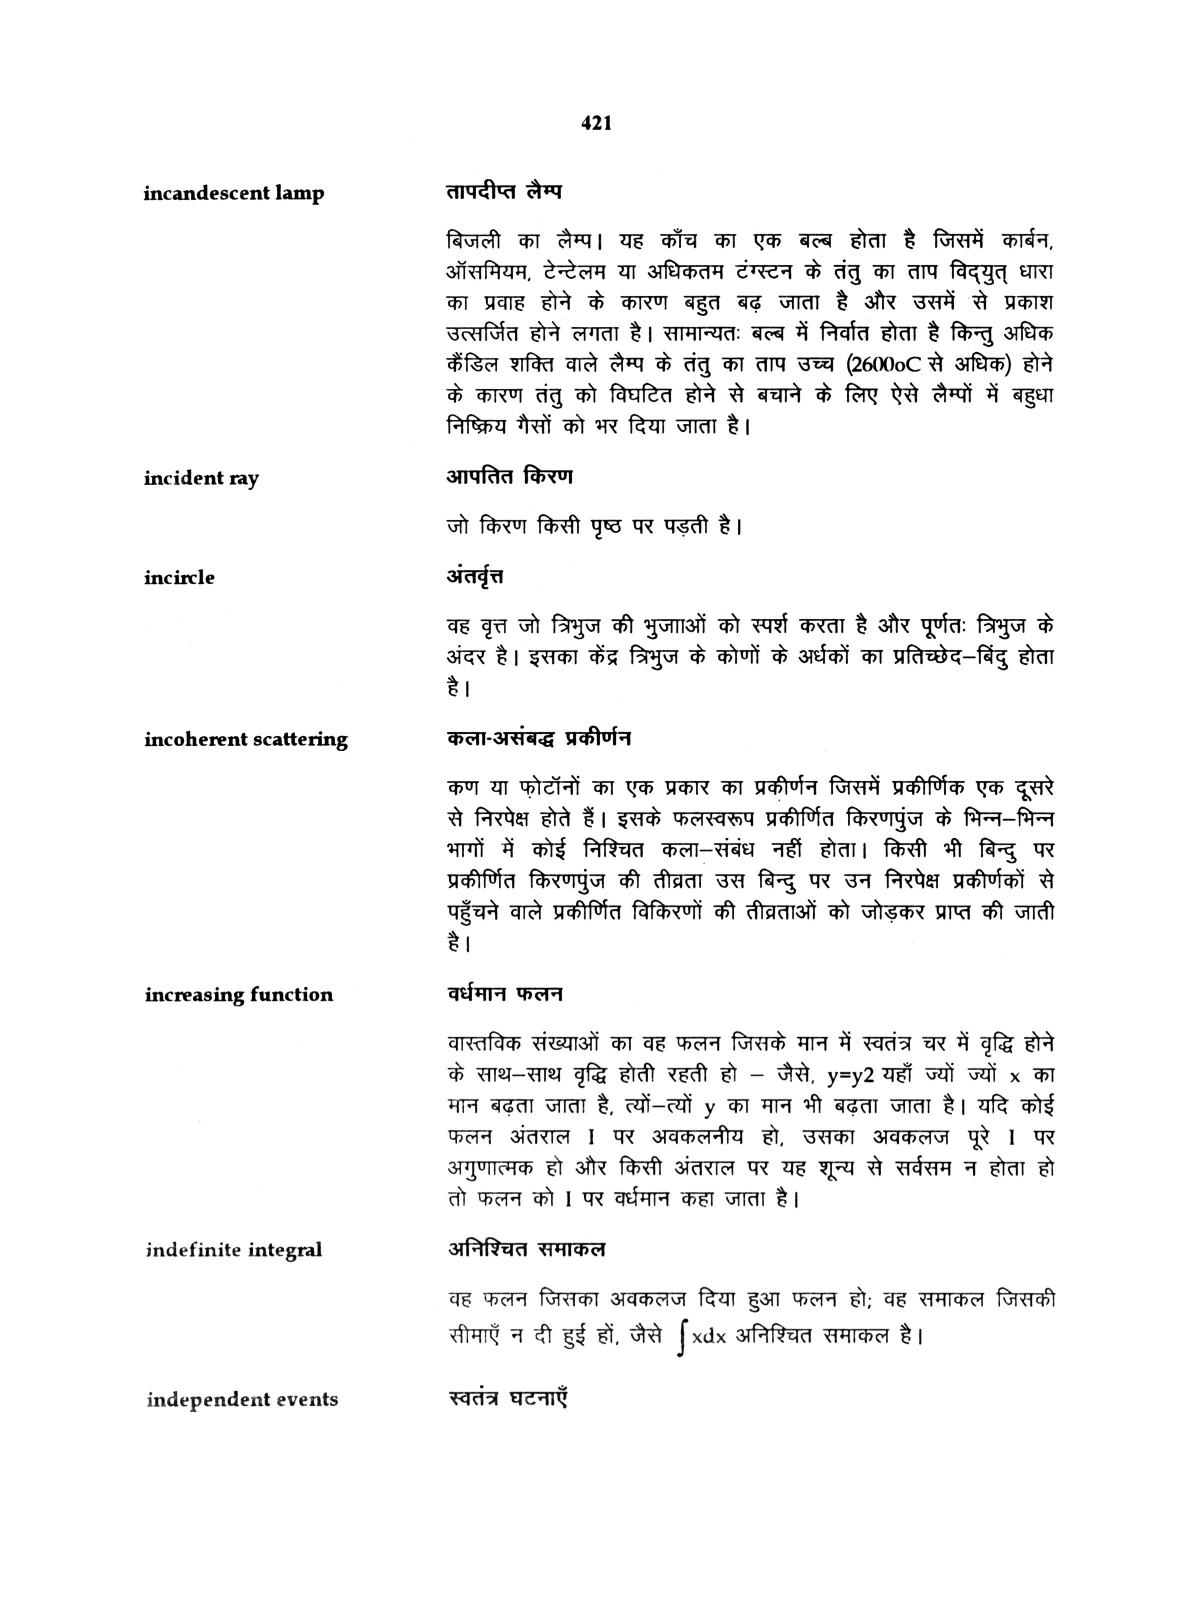 421
incandescent lamp तापदीप्त लैम्प
बिजली का लैम्प। यह काँच का एक बल्ब होता है जिसमें कार्बन,
ऑसमियम, टेन्टेलम या अधिकतम टंग्स्टन के तंतु का ताप विद्युत् धारा
का प्रवाह होने के कारण बहुत बढ़ जाता है और उसमें से प्रकाश
उत्सर्जित होने लगता है। सामान्यतः बल्ब में निर्वात होता है किन्तु अधिक
कैंडिल शक्ति वाले लैम्प के तंतु का ताप उच्च (2600oC से अधिक) होने
के कारण तंतु को विघटित होने से बचाने के लिए ऐसे लैम्पों में बहुधा
निष्क्रिय गैसों को भर दिया जाता है।
incident ray आपतित किरण
जो किरण किसी पृष्ठ पर पड़ती है।
incircle अंतर्वृत्त
वह वृत्त जो त्रिभुज की भुजााओं को स्पर्श करता है और पूर्णतः त्रिभुज के
अंदर है। इसका केंद्र त्रिभुज के कोणों के अर्धकों का प्रतिच्छेद–बिंदु होता
है।
incoherent scattering कला-असंबद्ध प्रकीर्णन
कण या फ़ोटॉनों का एक प्रकार का प्रकीर्णन जिसमें प्रकीर्णिक एक दूसरे
से निरपेक्ष होते हैं। इसके फलस्वरूप प्रकीर्णित किरणपुंज के भिन्न–भिन्न
भागों में कोई निश्चित कला–संबंध नहीं होता। किसी भी बिन्दु पर
प्रकीर्णित किरणपुंज की तीव्रता उस बिन्दु पर उन निरपेक्ष प्रकीर्णकों से
पहुँचने वाले प्रकीर्णित विकिरणों की तीव्रताओं को जोड़कर प्राप्त की जाती
है।
increasing function वर्धमान फलन
वास्तविक संख्याओं का वह फलन जिसके मान में स्वतंत्र चर में वृद्धि होने
के साथ–साथ वृद्धि होती रहती हो – जैसे, y=y2 यहाँ ज्यों ज्यों x का
मान बढ़ता जाता है, त्यों–त्यों y का मान भी बढ़ता जाता है। यदि कोई
फलन अंतराल I पर अवकलनीय हो, उसका अवकलज पूरे I पर
अगुणात्मक हो और किसी अंतराल पर यह शून्य से सर्वसम न होता हो
तो फलन को I पर वर्धमान कहा जाता है।
indefinite integral अनिश्चित समाकल
वह फलन जिसका अवकलज दिया हुआ फलन हो; वह समाकल जिसकी
सीमाएँ न दी हुई हों, जैसे ∫xdx अनिश्चित समाकल है।
independent events स्वतंत्र घटनाएँ